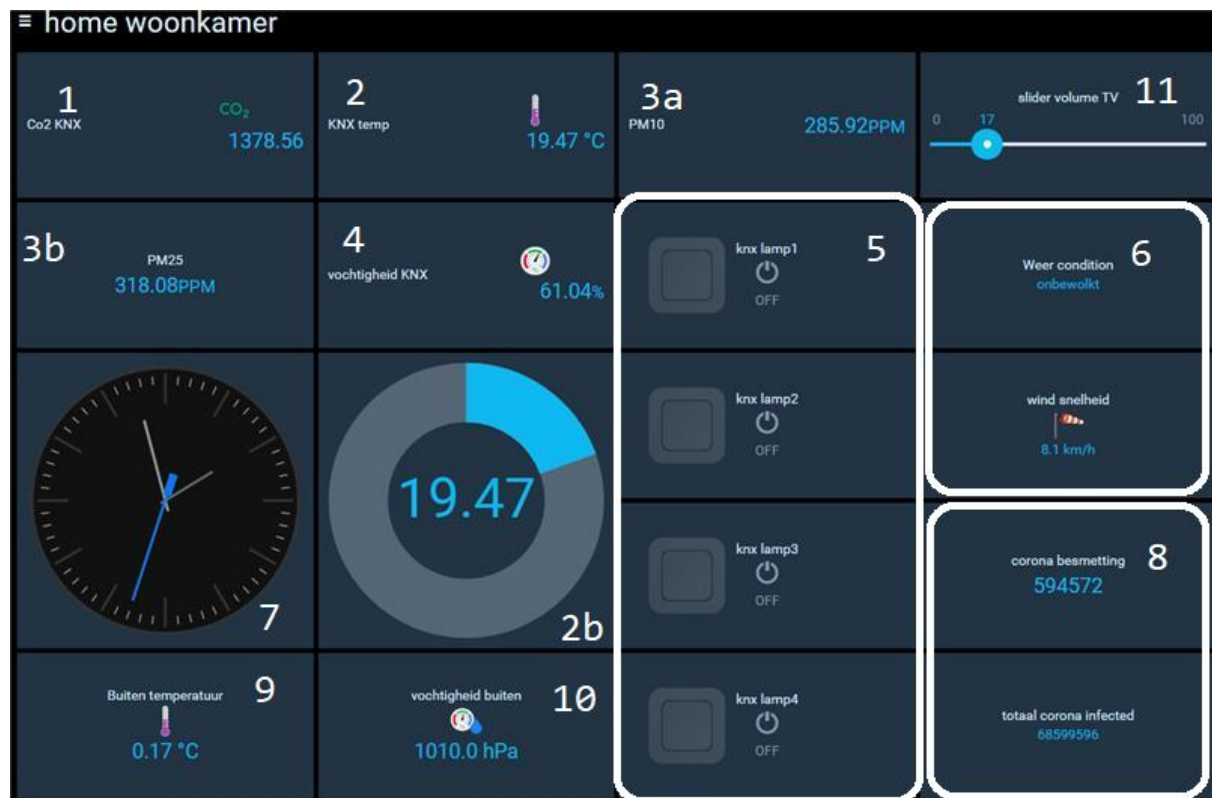 ≡ home woonkamer
1
Co2 KNX
CO₂
1378.56
2
KNX temp
19.47 °C
3a
PM10
285.92PPM
slider volume TV
11
0 17 100
3b
PM25
318.08PPM
4
vochtigheid KNX
61.04%
knx lamp1
5
OFF
Weer condition
6
onbewolkt
7
19.47
2b
knx lamp2
OFF
wind snelheid
8.1 km/h
knx lamp3
OFF
corona besmetting
8
594572
Buiten temperatuur
9
0.17 °C
vochtigheid buiten
10
1010.0 hPa
knx lamp4
OFF
totaal corona infected
68599596